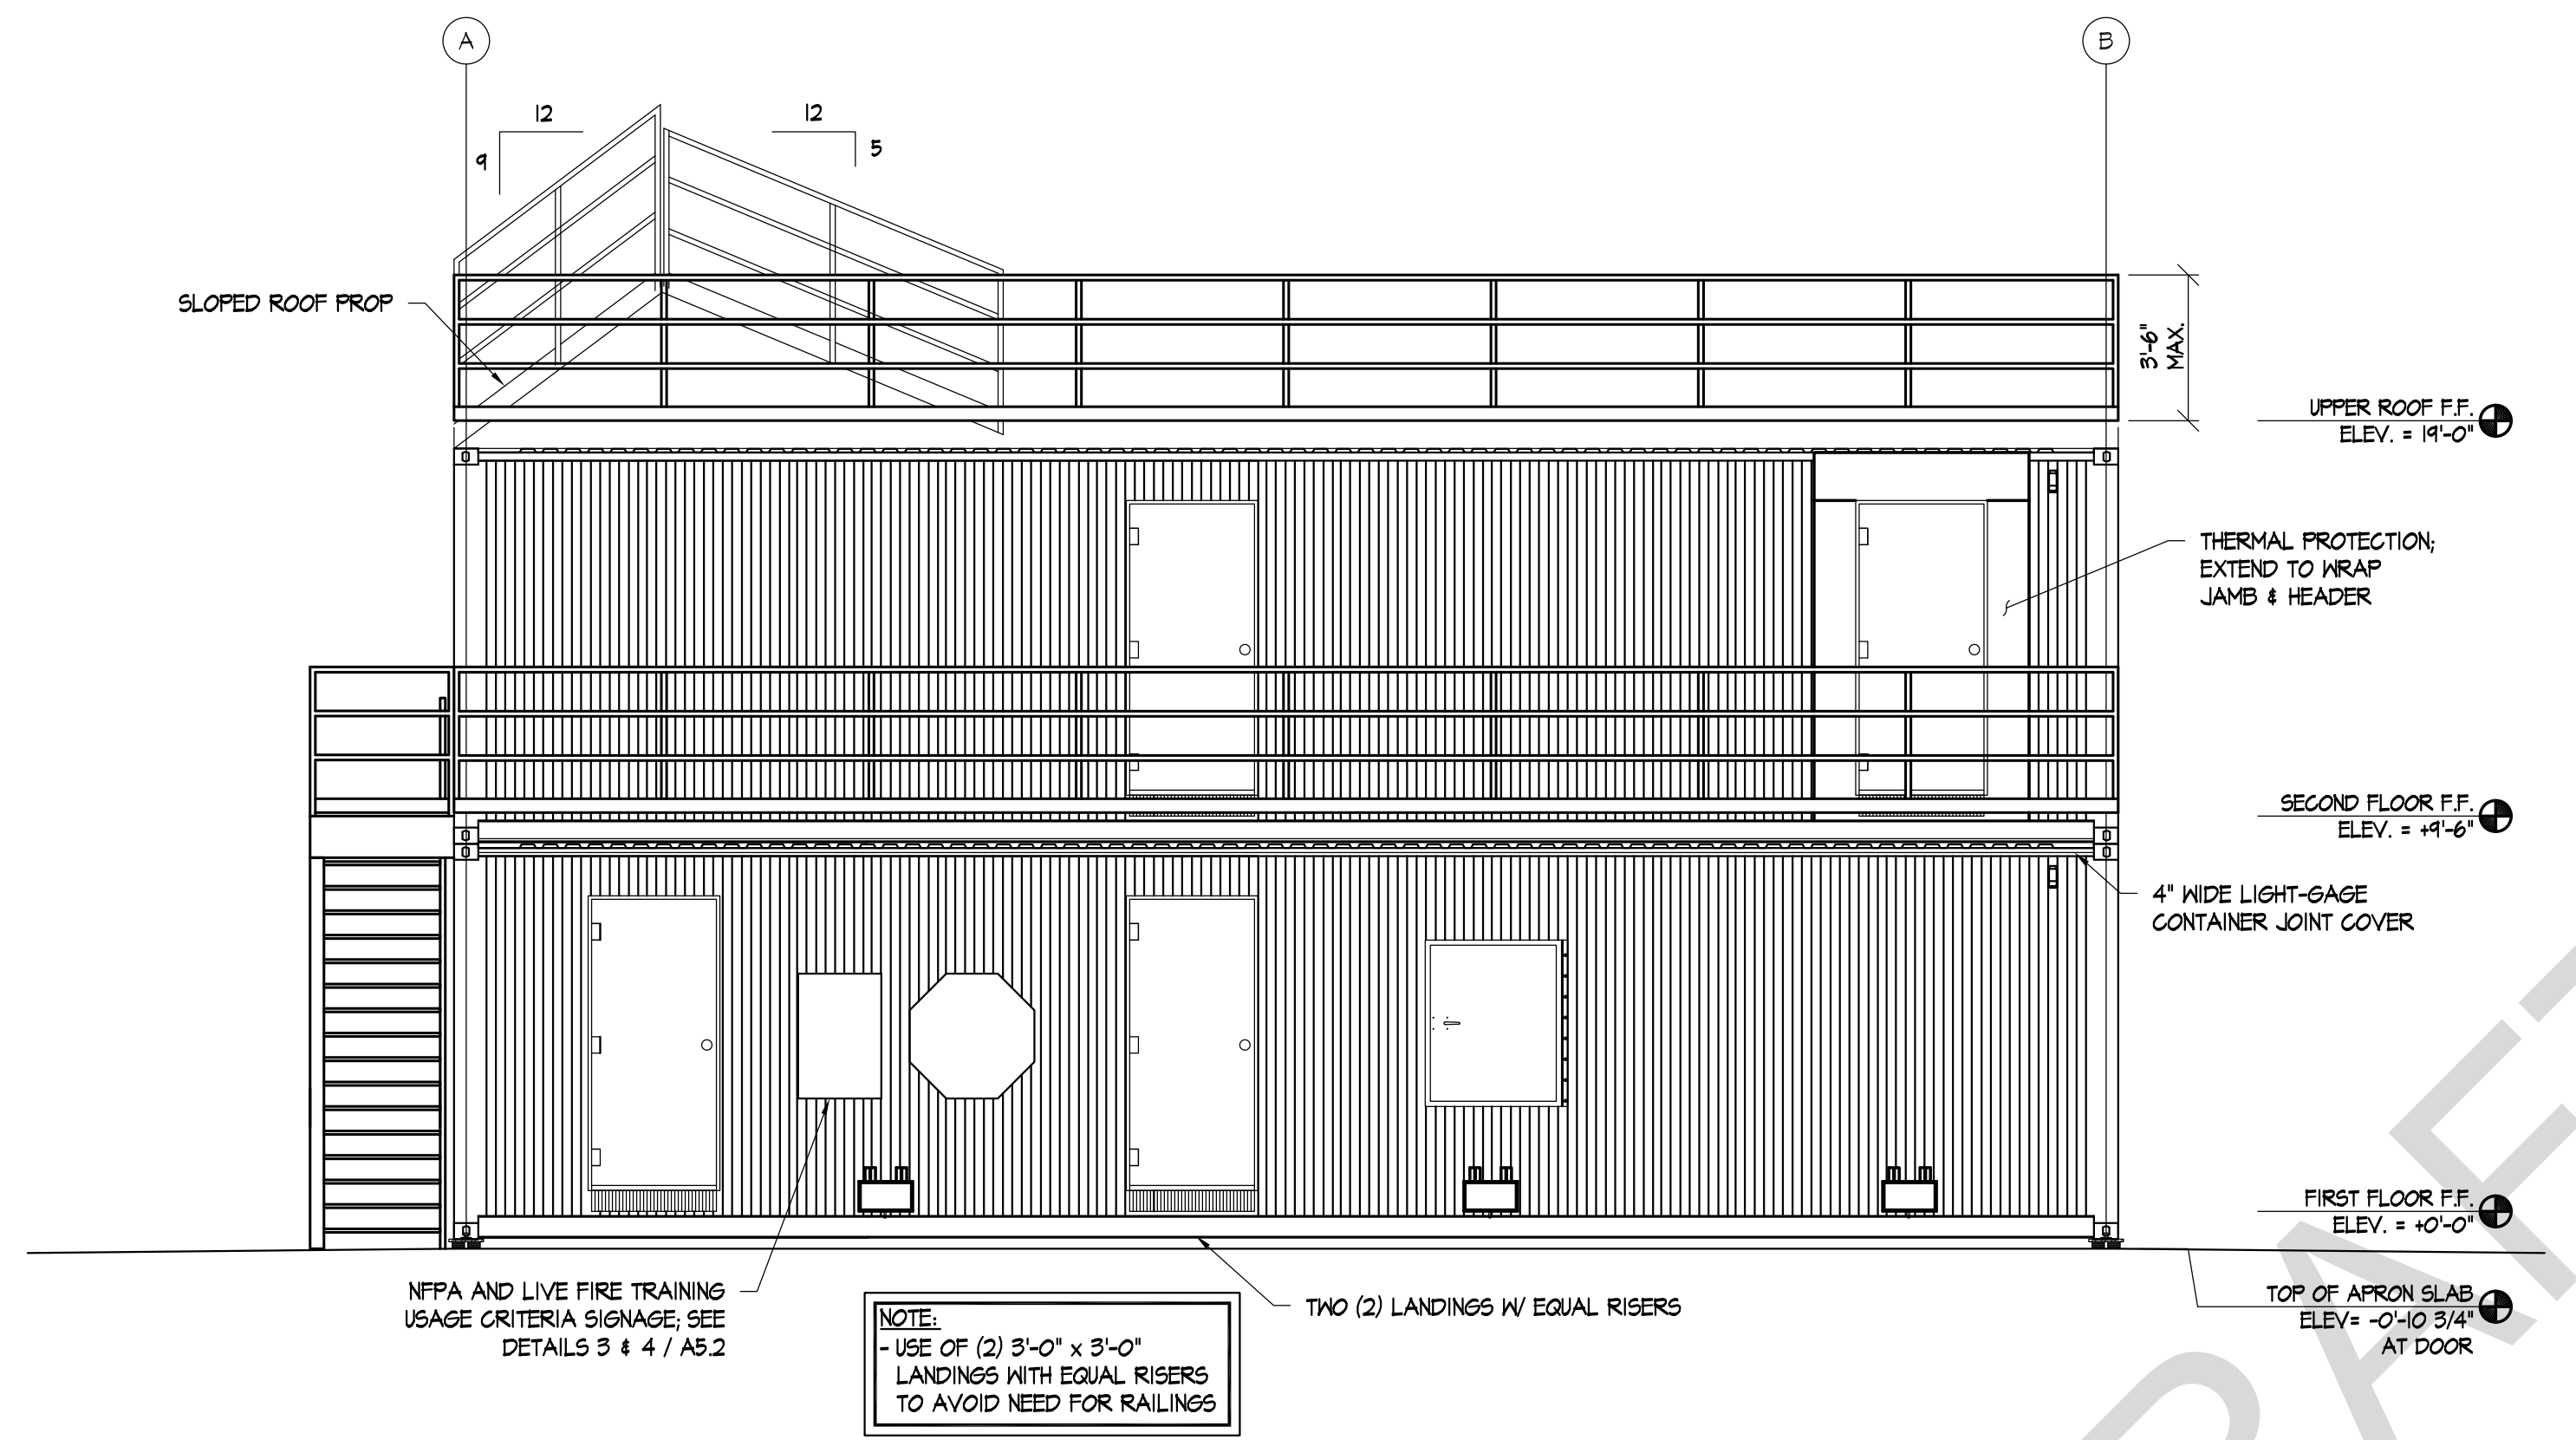 A
B
12
9
12
5
SLOPED ROOF PROP
3'-6"
MAX.
UPPER ROOF F.F.
ELEV. = 19'-0"
THERMAL PROTECTION;
EXTEND TO WRAP
JAMB & HEADER
SECOND FLOOR F.F.
ELEV. = +9'-6"
4" WIDE LIGHT-GAGE
CONTAINER JOINT COVER
FIRST FLOOR F.F.
ELEV. = +0'-0"
NFPA AND LIVE FIRE TRAINING
USAGE CRITERIA SIGNAGE; SEE
DETAILS 3 & 4 / A5.2
NOTE:
- USE OF (2) 3'-0" x 3'-0"
LANDINGS WITH EQUAL RISERS
TO AVOID NEED FOR RAILINGS
TWO (2) LANDINGS W/ EQUAL RISERS
TOP OF APRON SLAB
ELEV= -0'-10 3/4"
AT DOOR